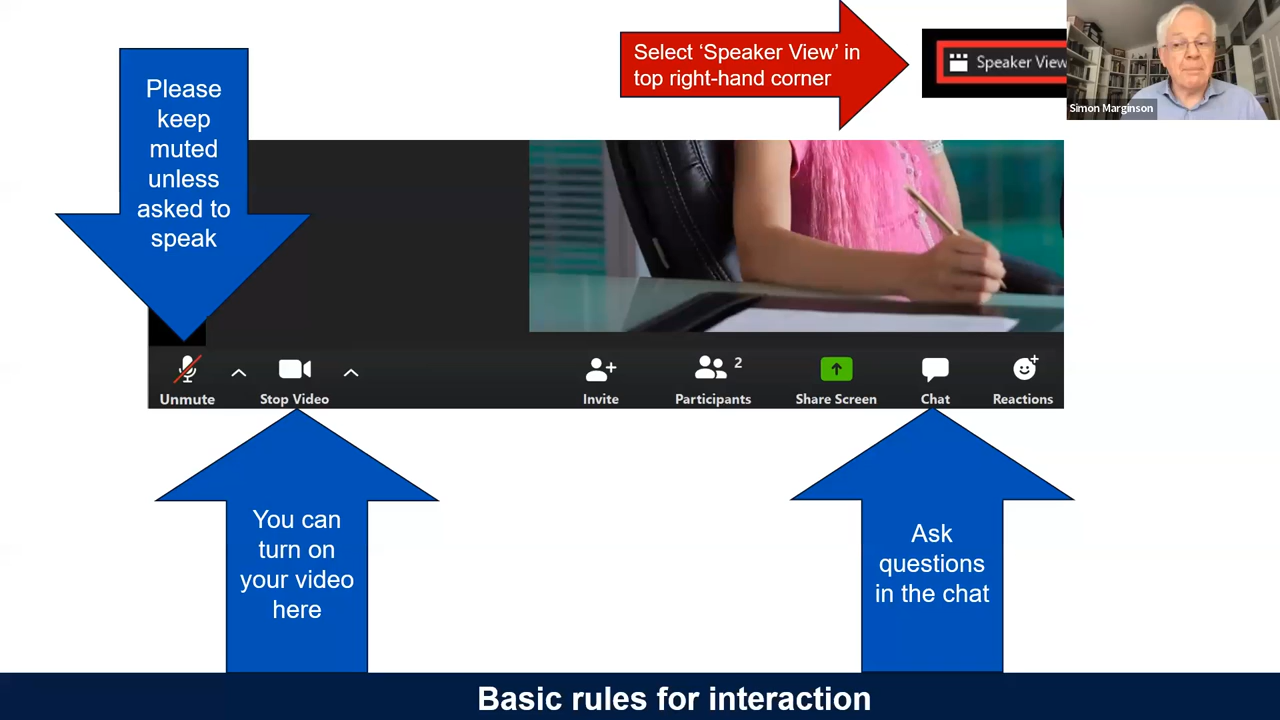 Select ‘Speaker View’ in
top right-hand corner
Speaker View
Simon Marginson
Please
keep
muted
unless
asked to
speak
2
Unmute
Stop Video
Invite
Participants
Share Screen
Chat
Reactions
You can
turn on
your video
here
Ask
questions
in the chat
Basic rules for interaction